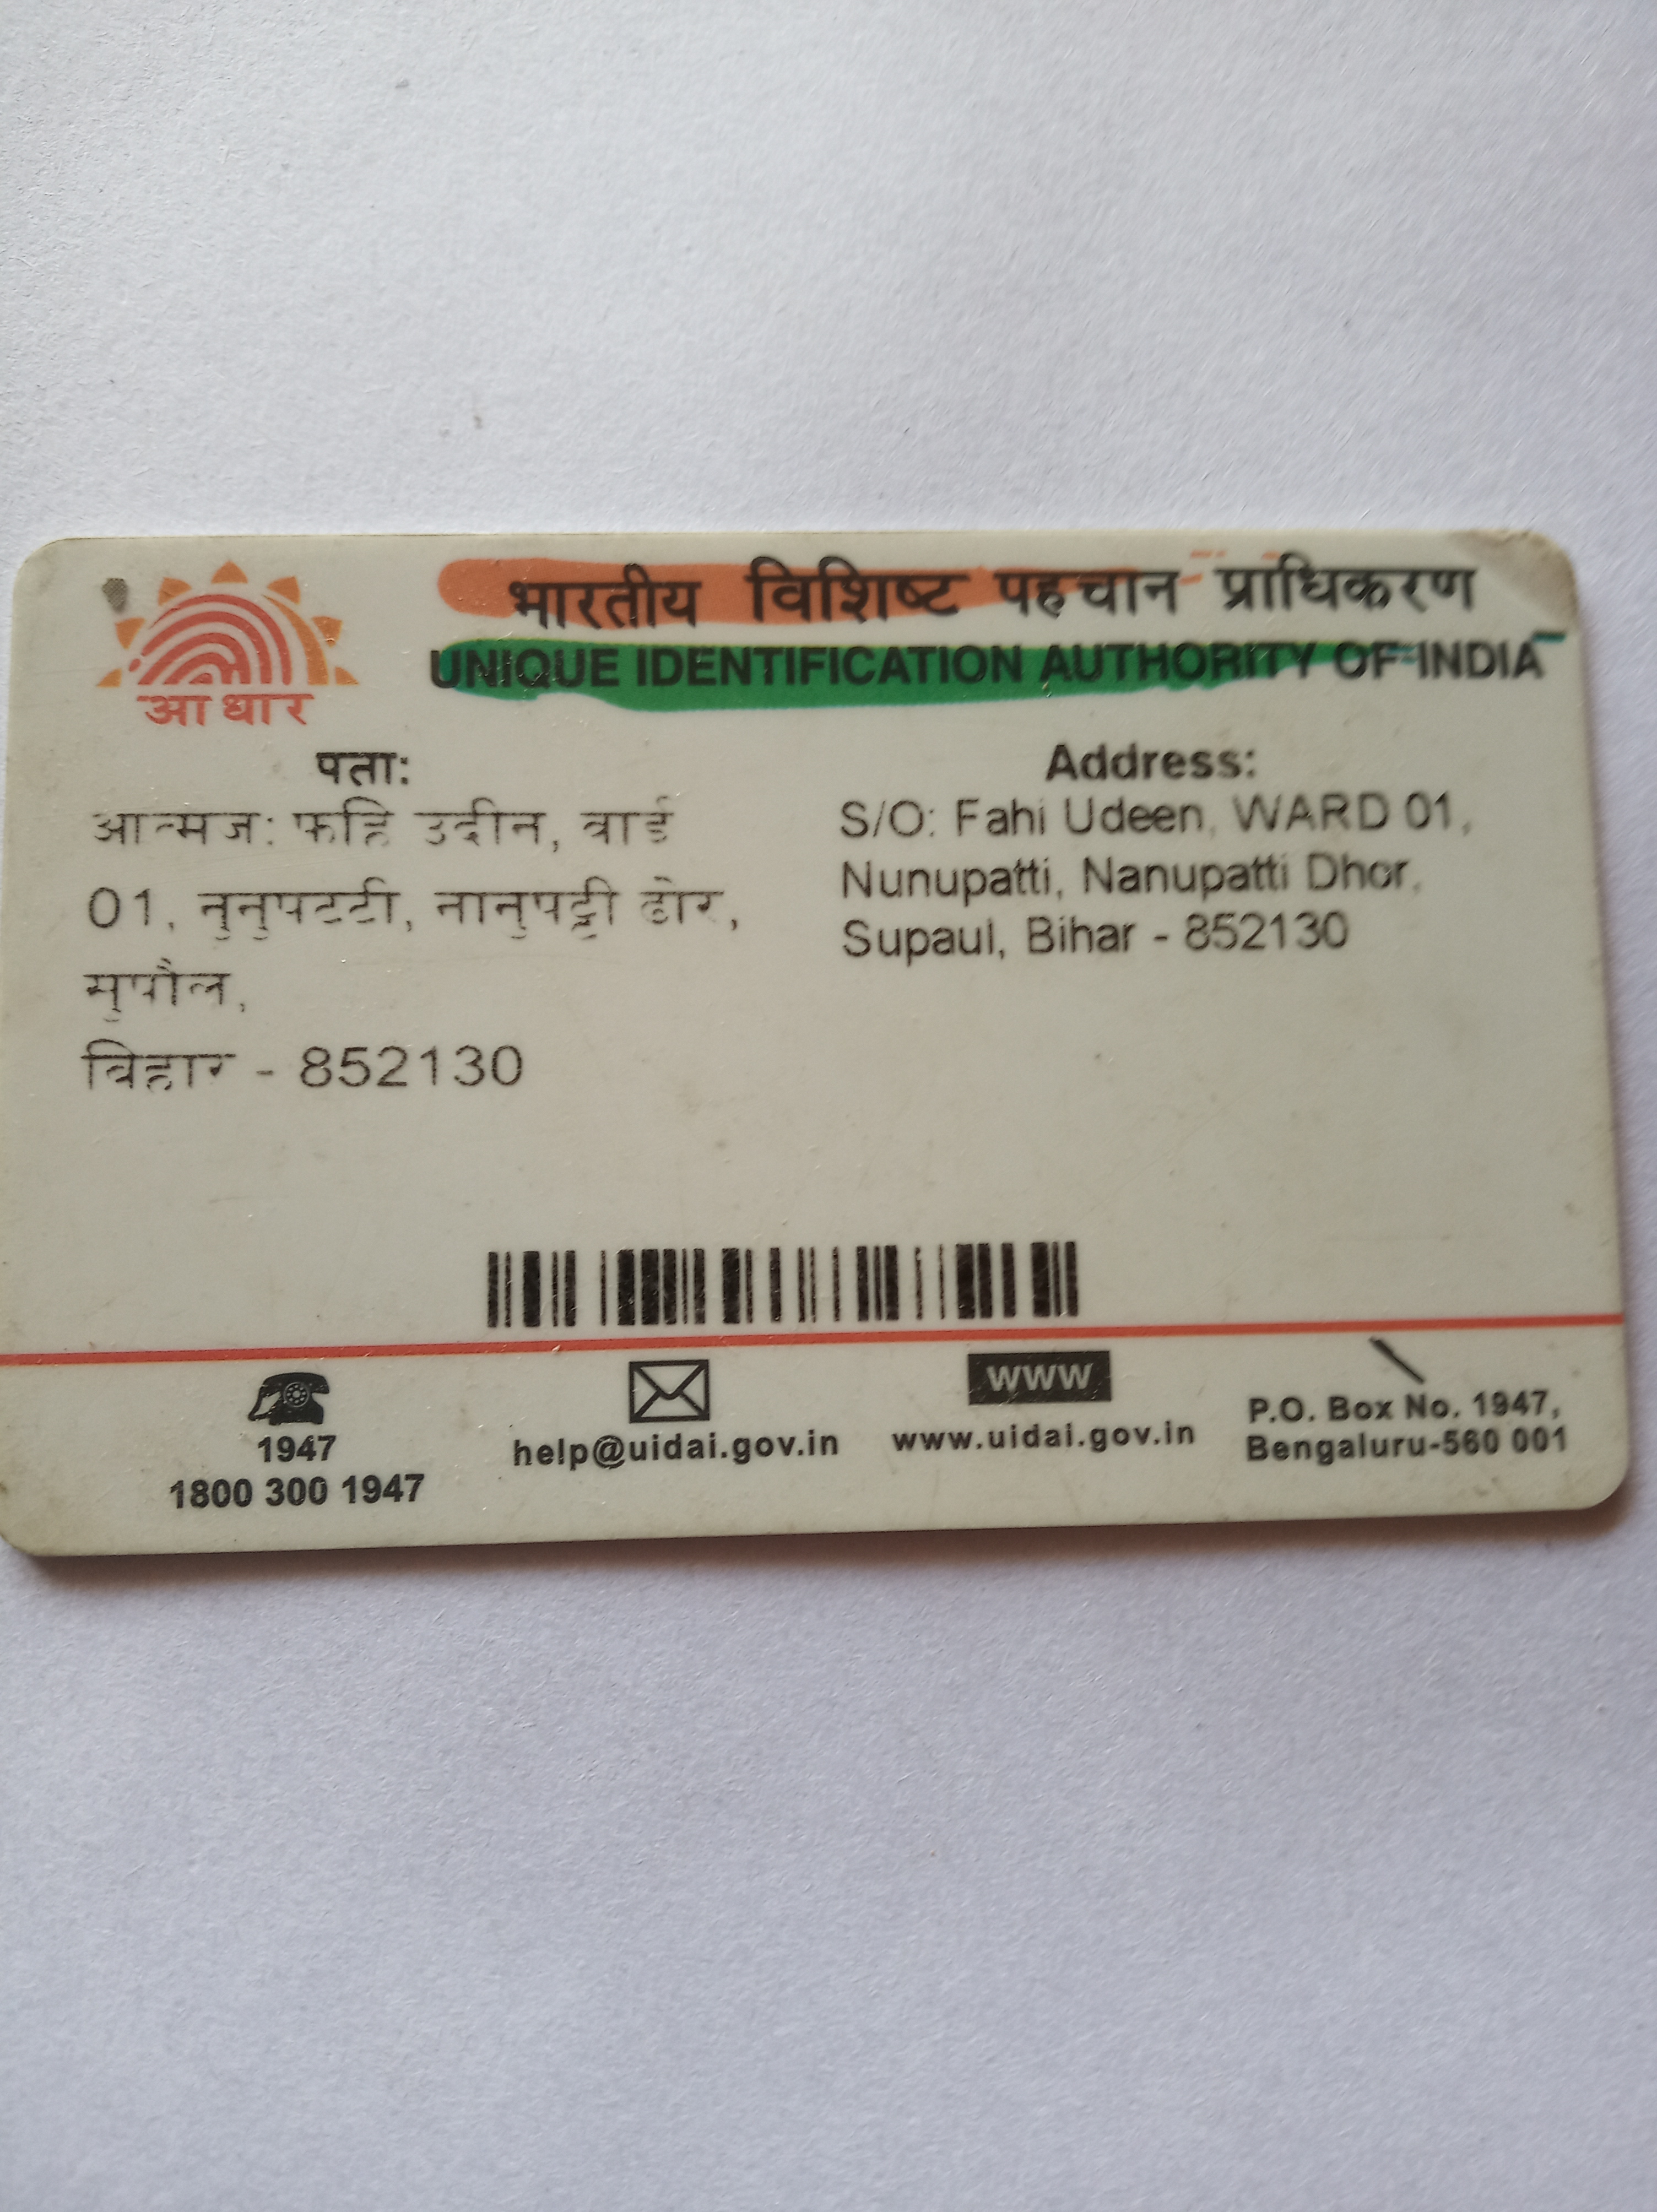 भारतीय विशिष्ट पहचान प्राधिकरण
UNIQUE IDENTIFICATION AUTHORITY OF INDIA
आधार
पता:
आत्मज: फहि उदीन, वार्ड
01, नुनुपटटी, नानुपट्टी ढोर,
सुपौल,
बिहार - 852130
Address:
S/O: Fahi Udeen, WARD 01,
Nunupatti, Nanupatti Dhor,
Supaul, Bihar - 852130
1947
1800 300 1947
help@uidai.gov.in
WWW
www.uidai.gov.in
P.O. Box No. 1947,
Bengaluru-560 001